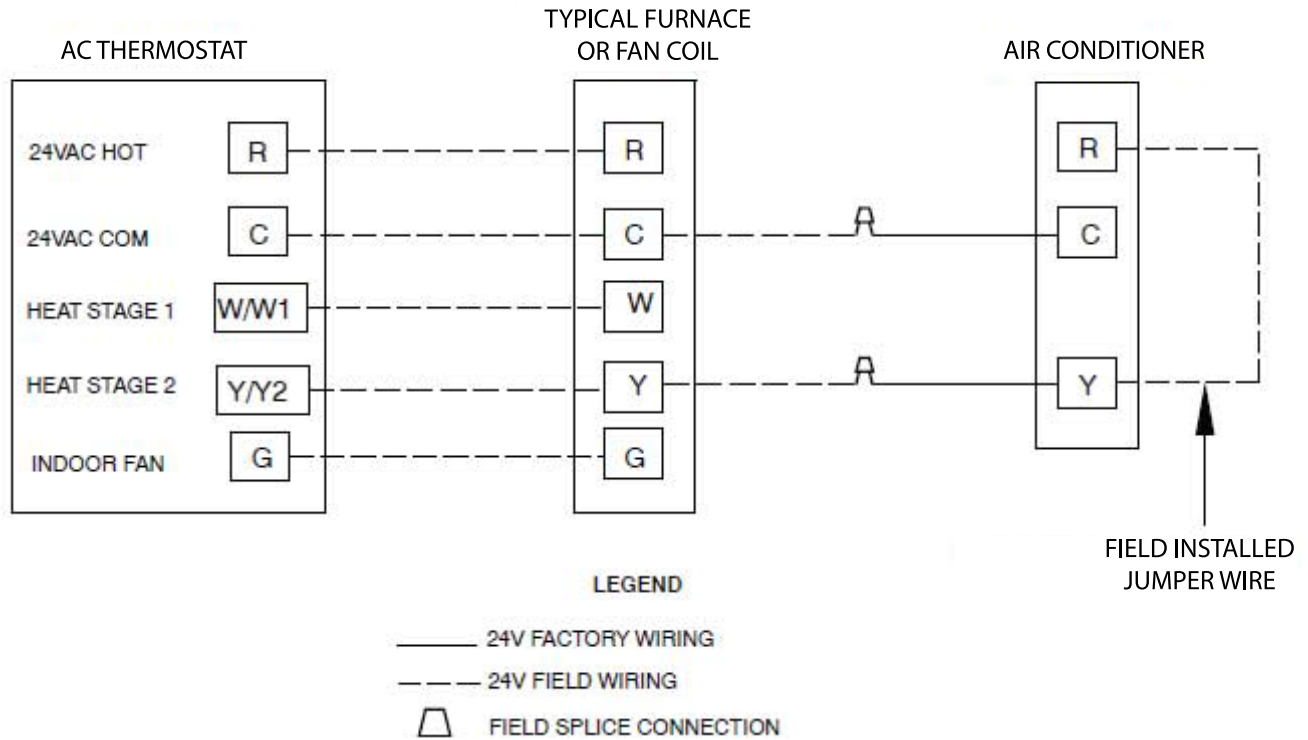 TYPICAL FURNACE
OR FAN COIL
AC THERMOSTAT
AIR CONDITIONER
24VAC HOT R R R
24VAC COM C C C
HEAT STAGE 1 W/W1 W
HEAT STAGE 2 Y/Y2 Y Y
INDOOR FAN G G
FIELD INSTALLED
JUMPER WIRE
LEGEND
24V FACTORY WIRING
24V FIELD WIRING
FIELD SPLICE CONNECTION